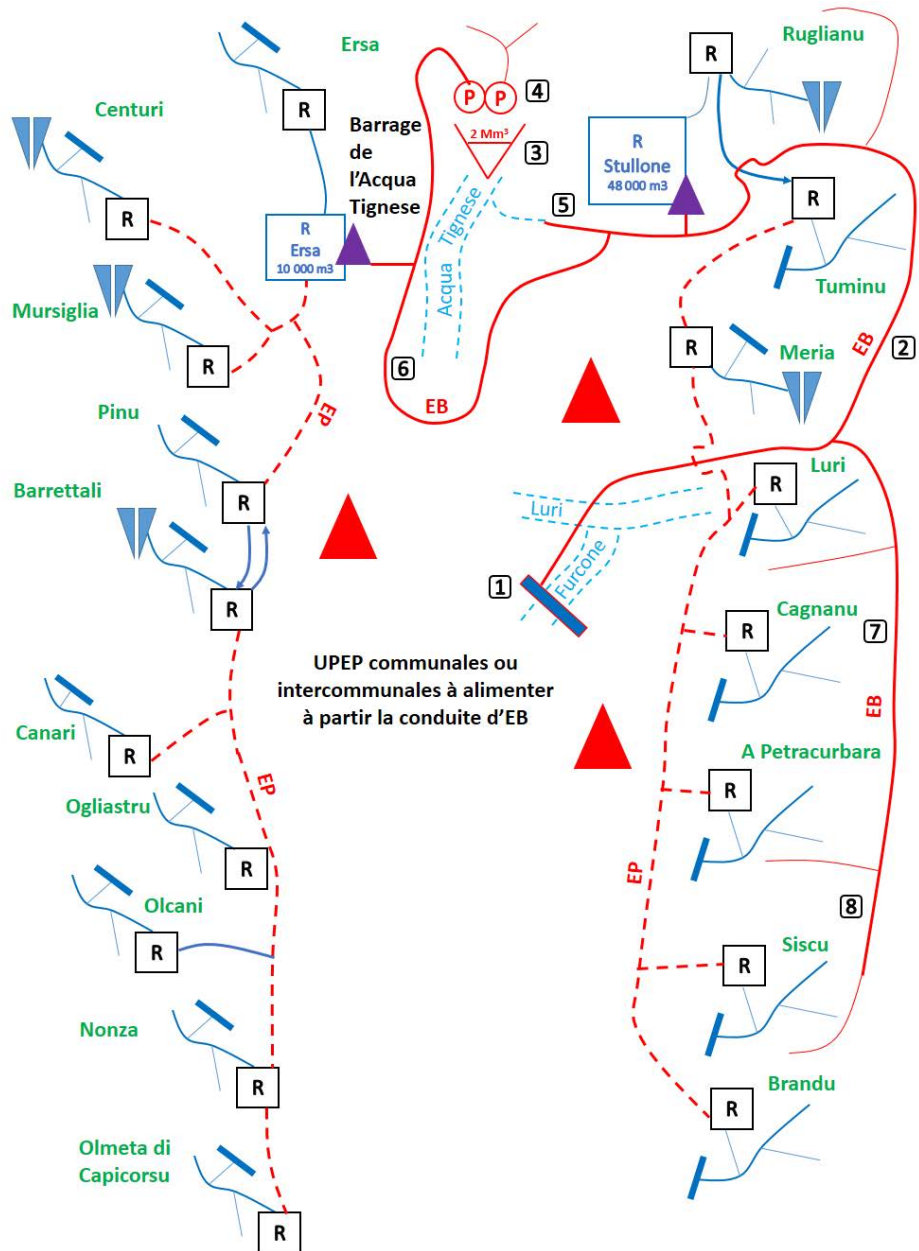 Ersa
Ruglianu
R
R
P P
4
Centuri
Barrage
de
l'Acqua
Tignese
2 Mm³
3
R
Stullone
48 000 m3
R
R
5
R
Ersa
10 000 m3
Acqua Tignese
Tuminu
Mursiglia
R
R
EB
2
Meria
6
EB
EP
Pinu
R
Luri
R
Barrettali
Luri
R
Furcone
1
Cagnanu
7
R
UPEP communales ou
intercommunales à alimenter
à partir la conduite d'EB
EB
Canari
R
A Petracurbara
EP
R
Ogliastru
R
EP
Olcani
8
R
Siscu
R
Nonza
R
Brandu
R
Olmeta di
Capicorsu
R